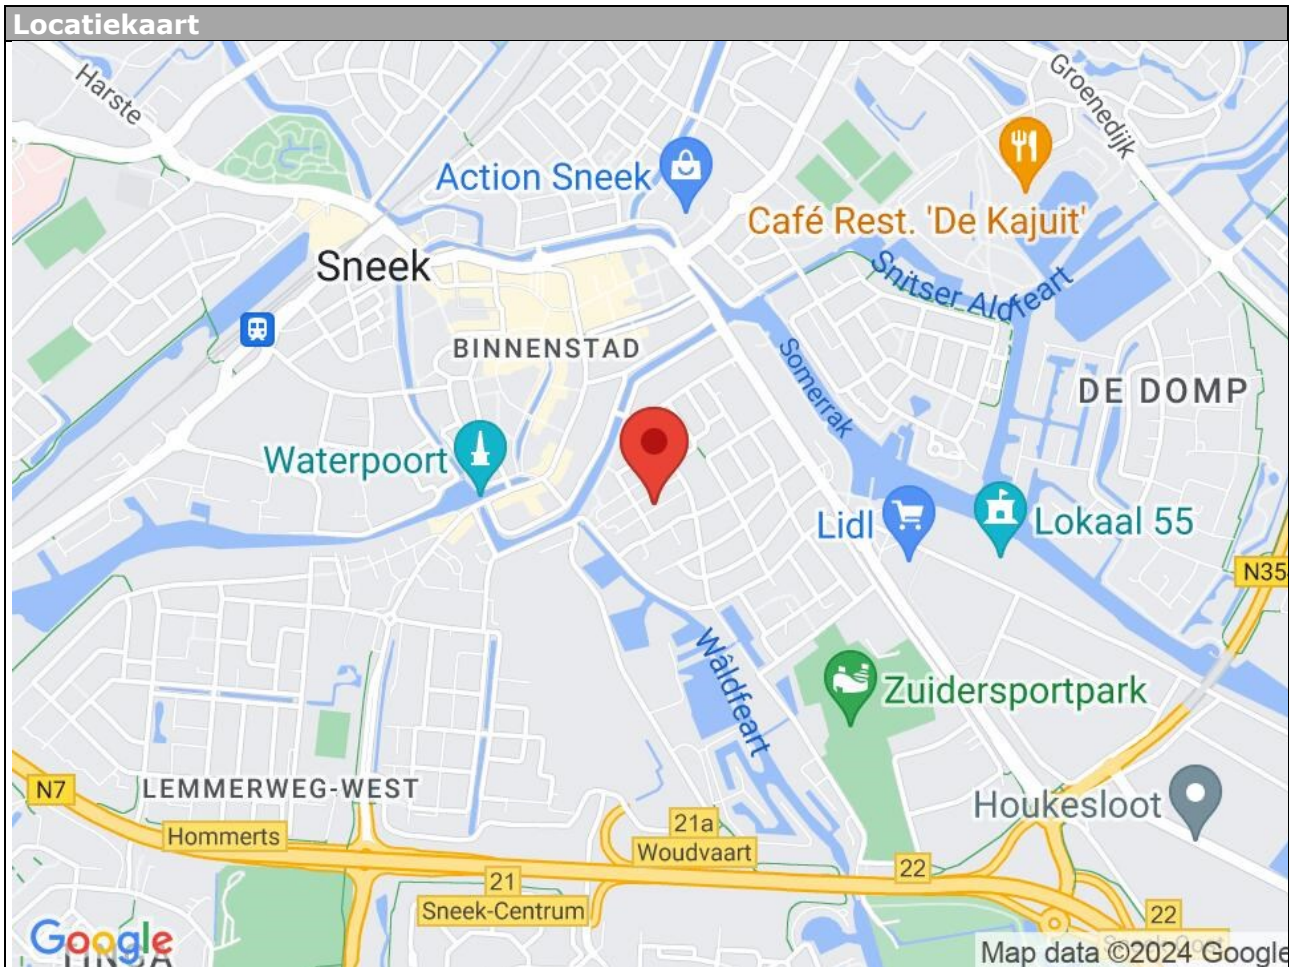 Locatiekaart
Harste
Groenedijk
Action Sneek
Café Rest. 'De Kajuit'
Sneek
Snitser Aldfeart
BINNENSTAD
Somerrak
DE DOMP
Waterpoort
Lidl
Lokaal 55
N35
Wâldfeart
Zuidersportpark
N7
LEMMERWEG-WEST
Houkesloot
Hommerts
21a
Woudvaart
22
21
Sneek-Centrum
22
Google
Map data ©2024 Google